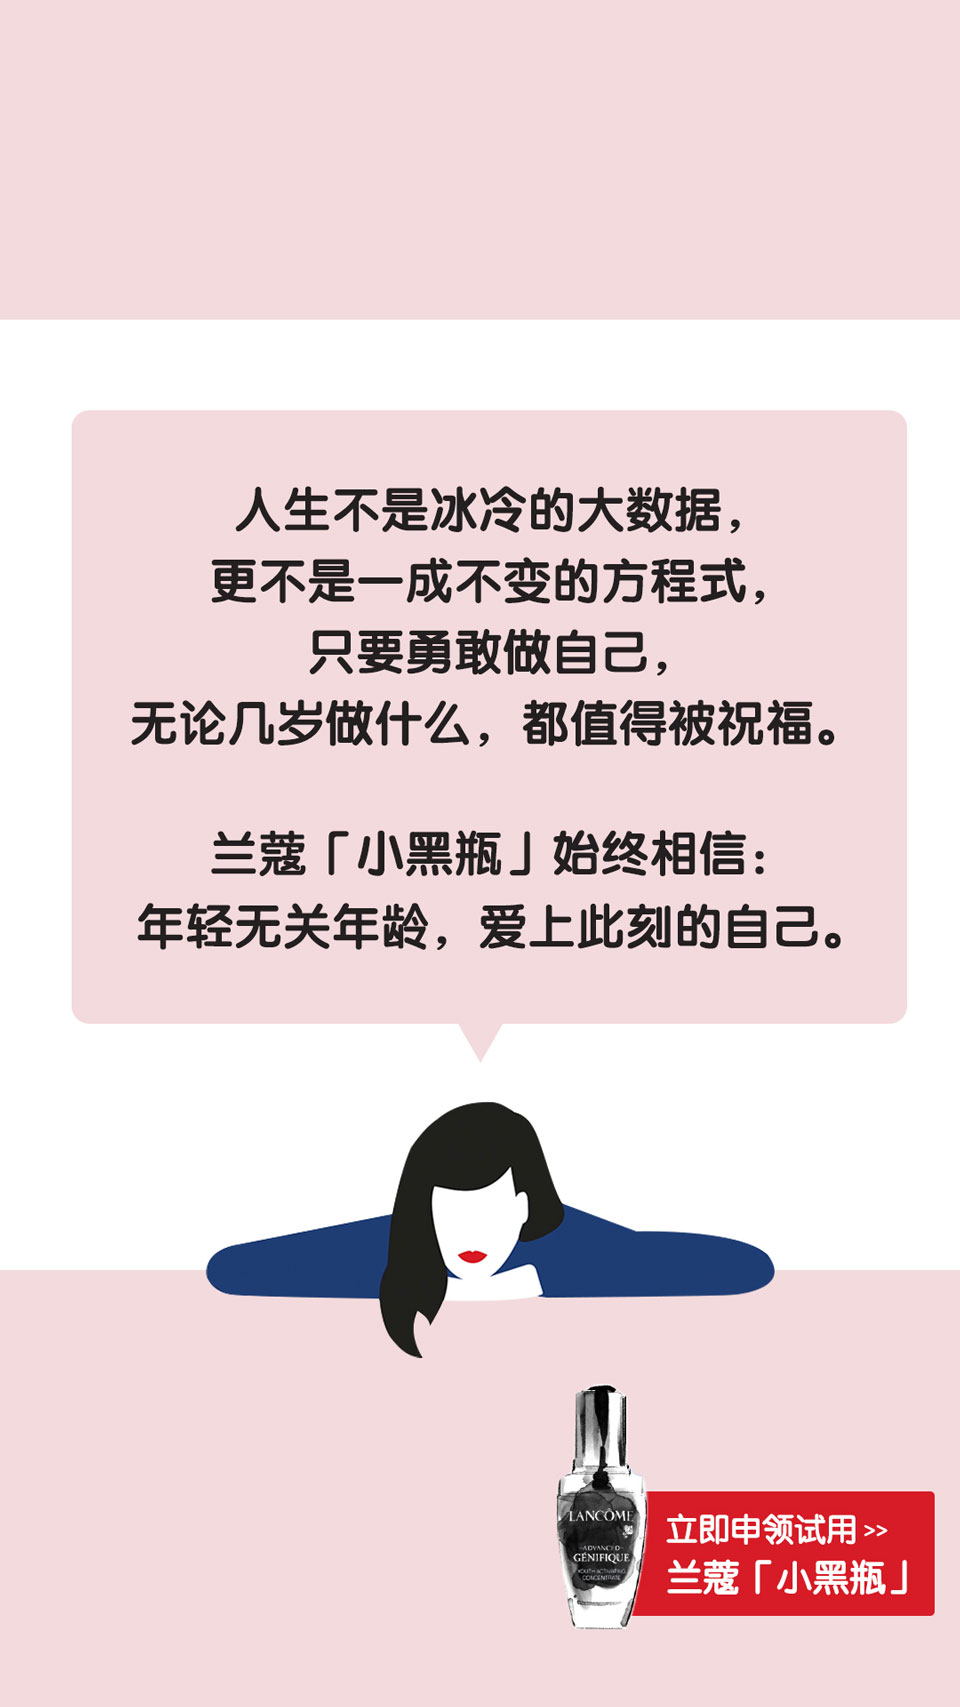 人生不是冰冷的大数据，
更不是一成不变的方程式，
只要勇敢做自己，
无论几岁做什么，都值得被祝福。
兰蔻「小黑瓶」始终相信：
年轻无关年龄，爱上此刻的自己。
LANCÔME
ADVANCED
GÉNIFIQUE
YOUTH ACTIVATING
CONCENTRATE
立即申领试用 >>
兰蔻「小黑瓶」